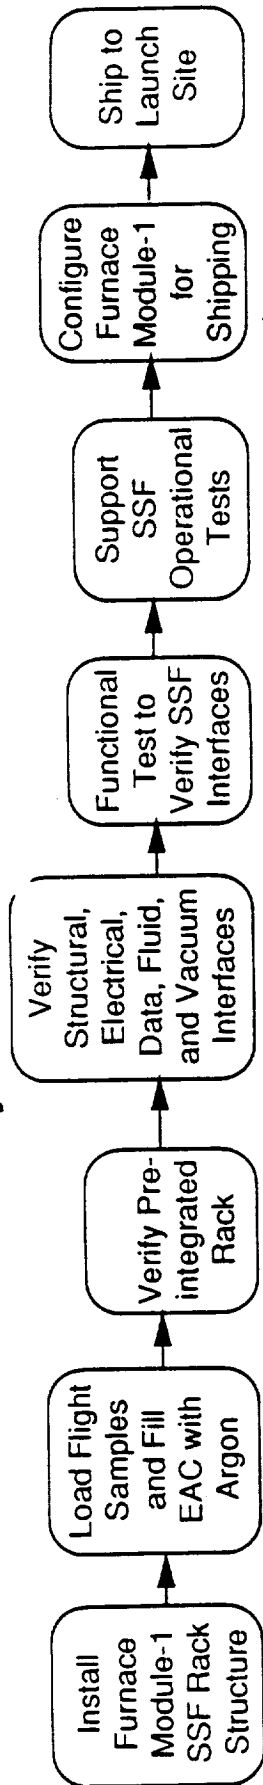 Install
Furnace
Module-1
SSF Rack
Structure
Load Flight
Samples
and Fill
EAC with
Argon
Verify Pre-
integrated
Rack
Verify
Structural,
Electrical,
Data, Fluid,
and Vacuum
Interfaces
Functional
Test to
Verify SSF
Interfaces
Support
SSF
Operational
Tests
Configure
Furnace
Module-1
for
Shipping
Ship to
Launch
Site